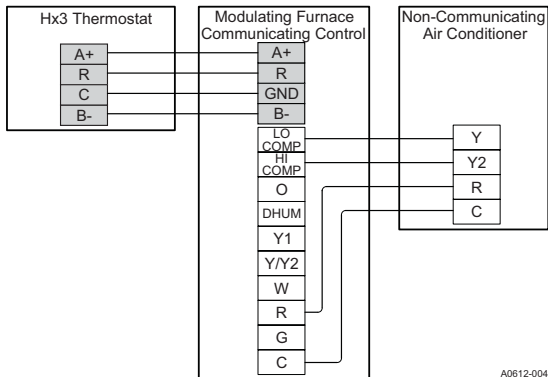 Hx3 Thermostat
A+
R
C
B-
Modulating Furnace
Communicating Control
A+
R
GND
B-
LO
COMP
HI
COMP
O
DHUM
Y1
Y/Y2
W
R
G
C
Non-Communicating
Air Conditioner
Y
Y2
R
C
A0612-004